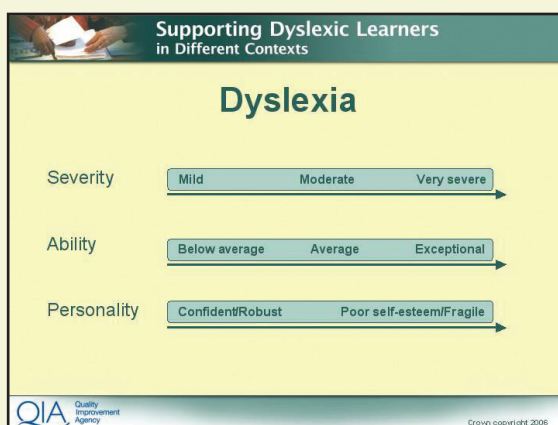 Supporting Dyslexic Learners
in Different Contexts
Dyslexia
Severity
Mild Moderate Very severe
Ability
Below average Average Exceptional
Personality
Confident/Robust Poor self-esteem/Fragile
QIA Quality
Improvement
Agency
Crown copyright 2006